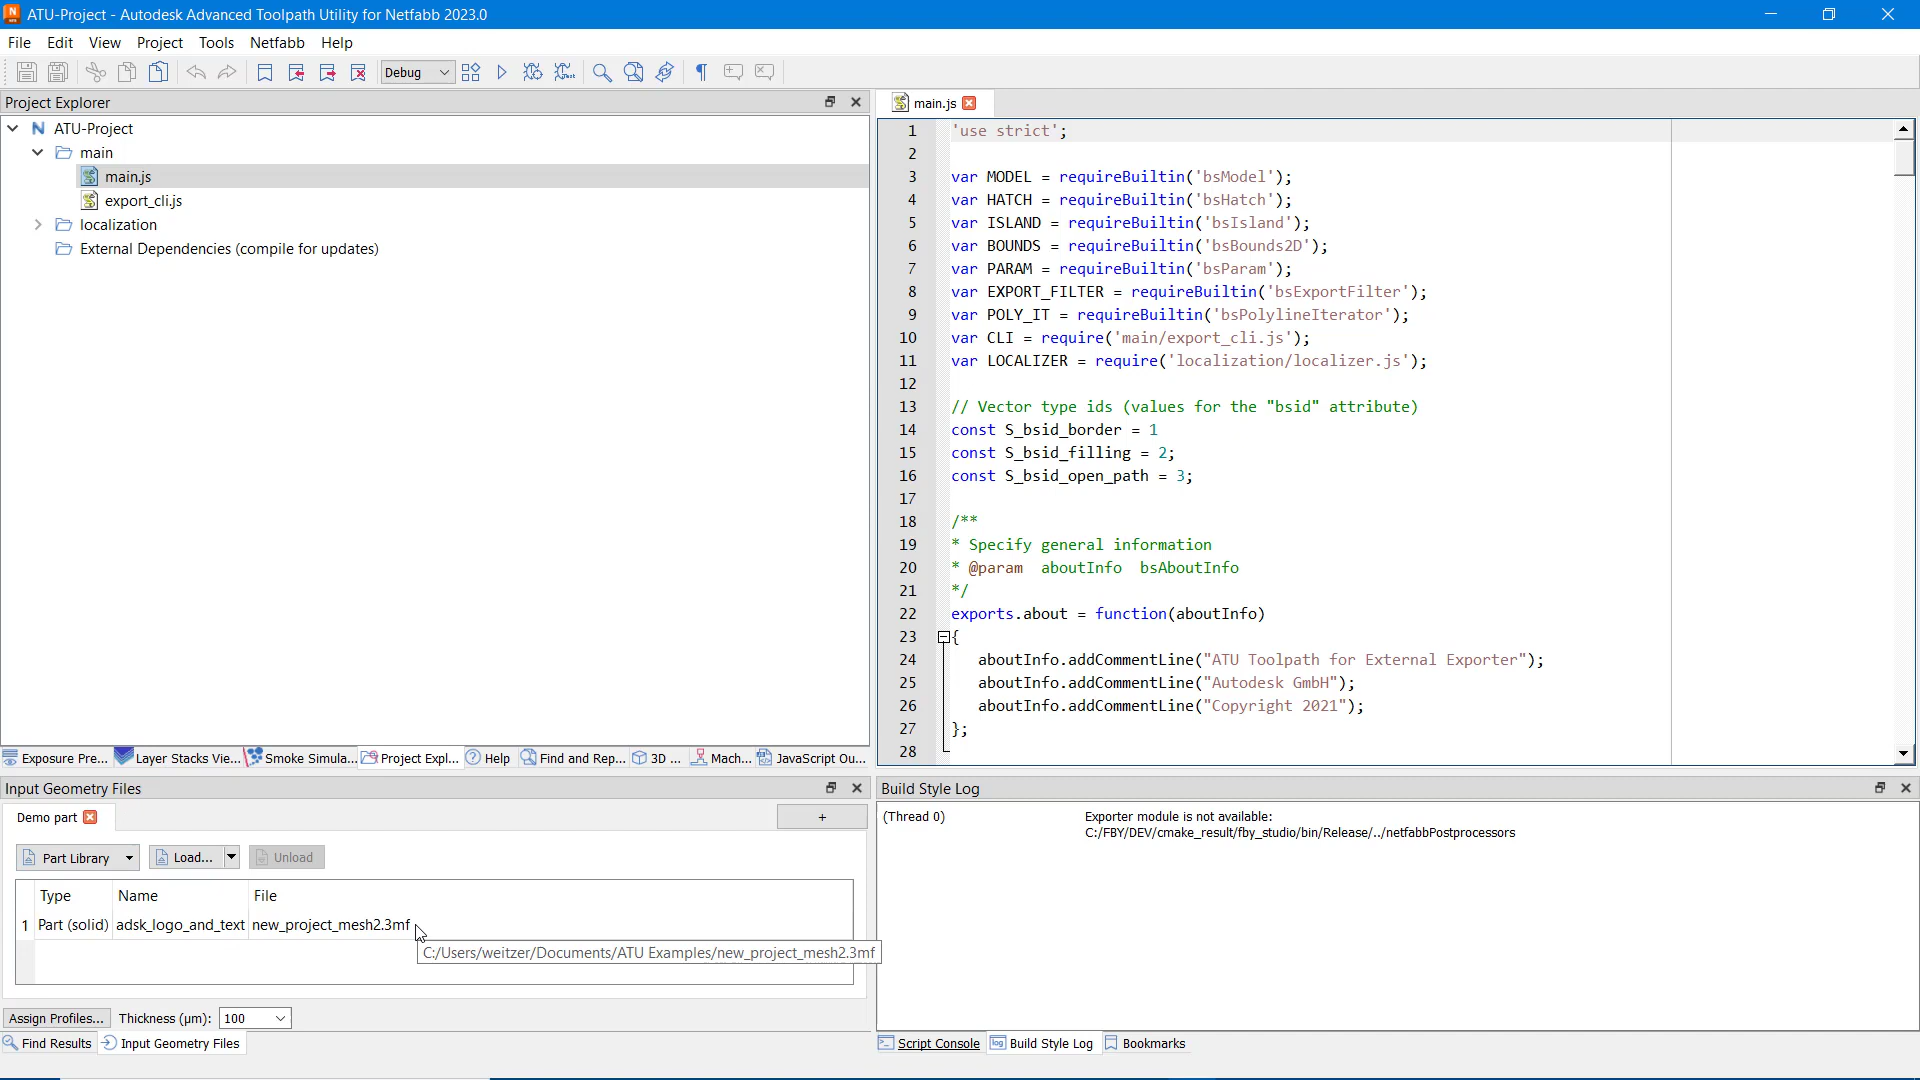 ATU-Project - Autodesk Advanced Toolpath Utility for Netfabb 2023.0
File Edit View Project Tools Netfabb Help
Debug
Project Explorer
ATU-Project
main
main.js
export_cli.js
localization
External Dependencies (compile for updates)
main.js
1 'use strict';
2
3 var MODEL = requireBuiltin('bsModel');
4 var HATCH = requireBuiltin('bsHatch');
5 var ISLAND = requireBuiltin('bsIsland');
6 var BOUNDS = requireBuiltin('bsBounds2D');
7 var PARAM = requireBuiltin('bsParam');
8 var EXPORT_FILTER = requireBuiltin('bsExportFilter');
9 var POLY_IT = requireBuiltin('bsPolylineIterator');
10 var CLI = require('main/export_cli.js');
11 var LOCALIZER = require('localization/localizer.js');
12
13 // Vector type ids (values for the "bsid" attribute)
14 const S_bsid_border = 1
15 const S_bsid_filling = 2;
16 const S_bsid_open_path = 3;
17
18 /**
19 * Specify general information
20 * @param aboutInfo bsAboutInfo
21 */
22 exports.about = function(aboutInfo)
23 {
24 aboutInfo.addCommentLine("ATU Toolpath for External Exporter");
25 aboutInfo.addCommentLine("Autodesk GmbH");
26 aboutInfo.addCommentLine("Copyright 2021");
27 };
28
Exposure Pre... Layer Stacks Vie... Smoke Simula... Project Expl... Help Find and Rep... 3D ... Mach... JavaScript Ou...
Input Geometry Files
Demo part
+
Part Library Load... Unload
Type Name File
1 Part (solid) adsk_logo_and_text new_project_mesh2.3mf
C:/Users/weitzer/Documents/ATU Examples/new_project_mesh2.3mf
Assign Profiles... Thickness (µm): 100
Find Results Input Geometry Files
Build Style Log
(Thread 0) Exporter module is not available:
C:/FBY/DEV/cmake_result/fby_studio/bin/Release/../netfabbPostprocessors
Script Console Build Style Log Bookmarks